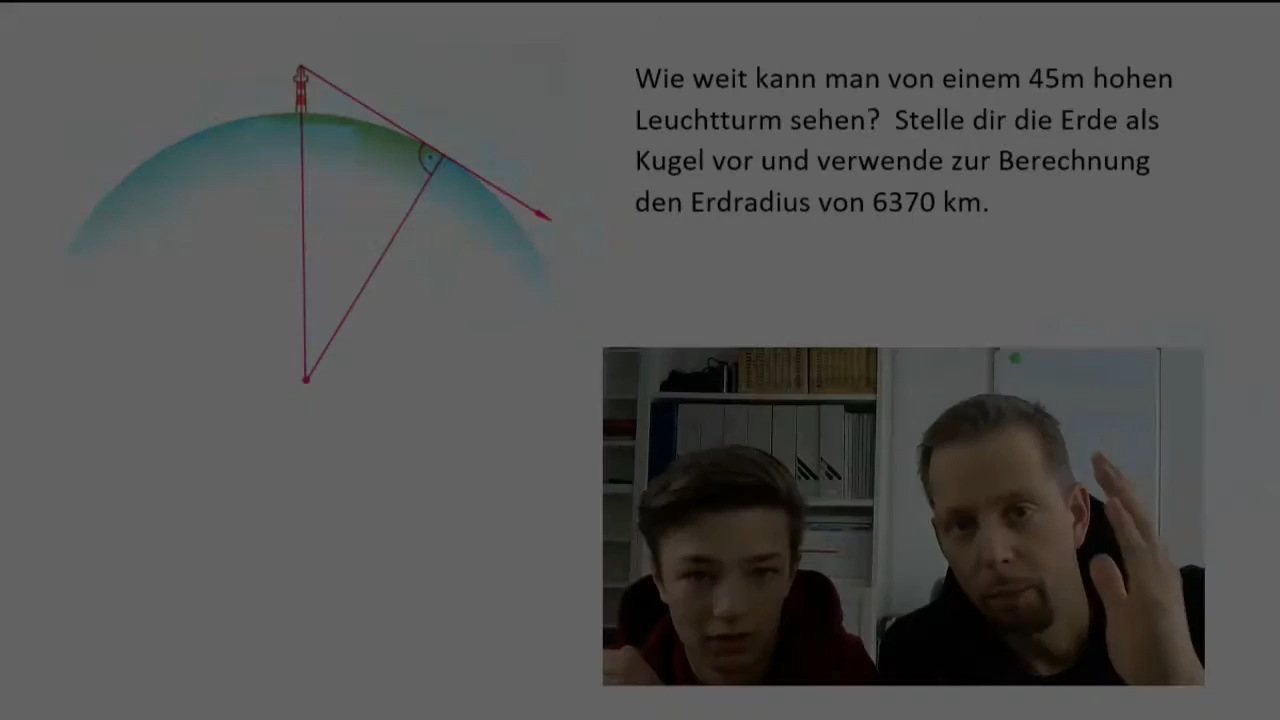 Wie weit kann man von einem 45m hohen
Leuchtturm sehen?  Stelle dir die Erde als
Kugel vor und verwende zur Berechnung
den Erdradius von 6370 km.